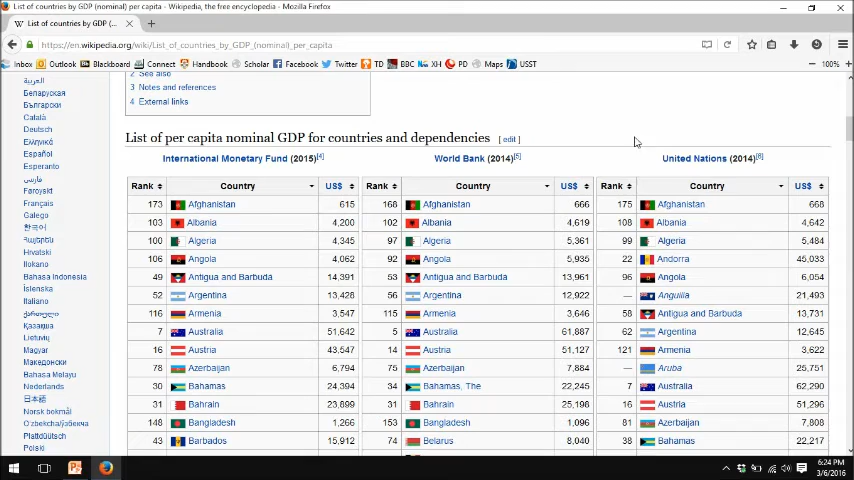 List of countries by GDP (nominal) per capita - Wikipedia, the free encyclopedia - Mozilla Firefox
List of countries by GDP (...
https://en.wikipedia.org/wiki/List_of_countries_by_GDP_(nominal)_per_capita
Inbox Outlook Blackboard Connect Handbook Scholar Facebook Twitter TD BBC XH PD Maps USST 100%
العربية
Беларуская
Български
Català
Deutsch
Ελληνικά
Español
Esperanto
فارسی
Føroyskt
Français
Galego
한국어
Հայերեն
Hrvatski
Ilokano
Bahasa Indonesia
Íslenska
Italiano
ქართული
Қазақша
Lietuvių
Magyar
Македонски
Bahasa Melayu
Nederlands
日本語
Norsk bokmål
Oʻzbekcha/ўзбекча
Plattdüütsch
Polski
2 See also
3 Notes and references
4 External links
List of per capita nominal GDP for countries and dependencies [ edit ]
International Monetary Fund (2015)[4] World Bank (2014)[5] United Nations (2014)[6]
Rank Country US$ Rank Country US$ Rank Country US$
173 Afghanistan 615 168 Afghanistan 666 175 Afghanistan 668
103 Albania 4,200 102 Albania 4,619 108 Albania 4,642
100 Algeria 4,345 97 Algeria 5,361 99 Algeria 5,484
106 Angola 4,062 92 Angola 5,935 22 Andorra 45,033
49 Antigua and Barbuda 14,391 53 Antigua and Barbuda 13,961 96 Angola 6,054
52 Argentina 13,428 56 Argentina 12,922 — Anguilla 21,493
116 Armenia 3,547 115 Armenia 3,646 58 Antigua and Barbuda 13,731
7 Australia 51,642 5 Australia 61,887 62 Argentina 12,645
16 Austria 43,547 14 Austria 51,127 121 Armenia 3,622
78 Azerbaijan 6,794 75 Azerbaijan 7,884 — Aruba 25,751
30 Bahamas 24,394 34 Bahamas, The 22,245 7 Australia 62,290
31 Bahrain 23,899 31 Bahrain 25,198 16 Austria 51,296
148 Bangladesh 1,266 153 Bangladesh 1,096 81 Azerbaijan 7,808
43 Barbados 15,912 74 Belarus 8,040 38 Bahamas 22,217
6:24 PM
3/6/2016